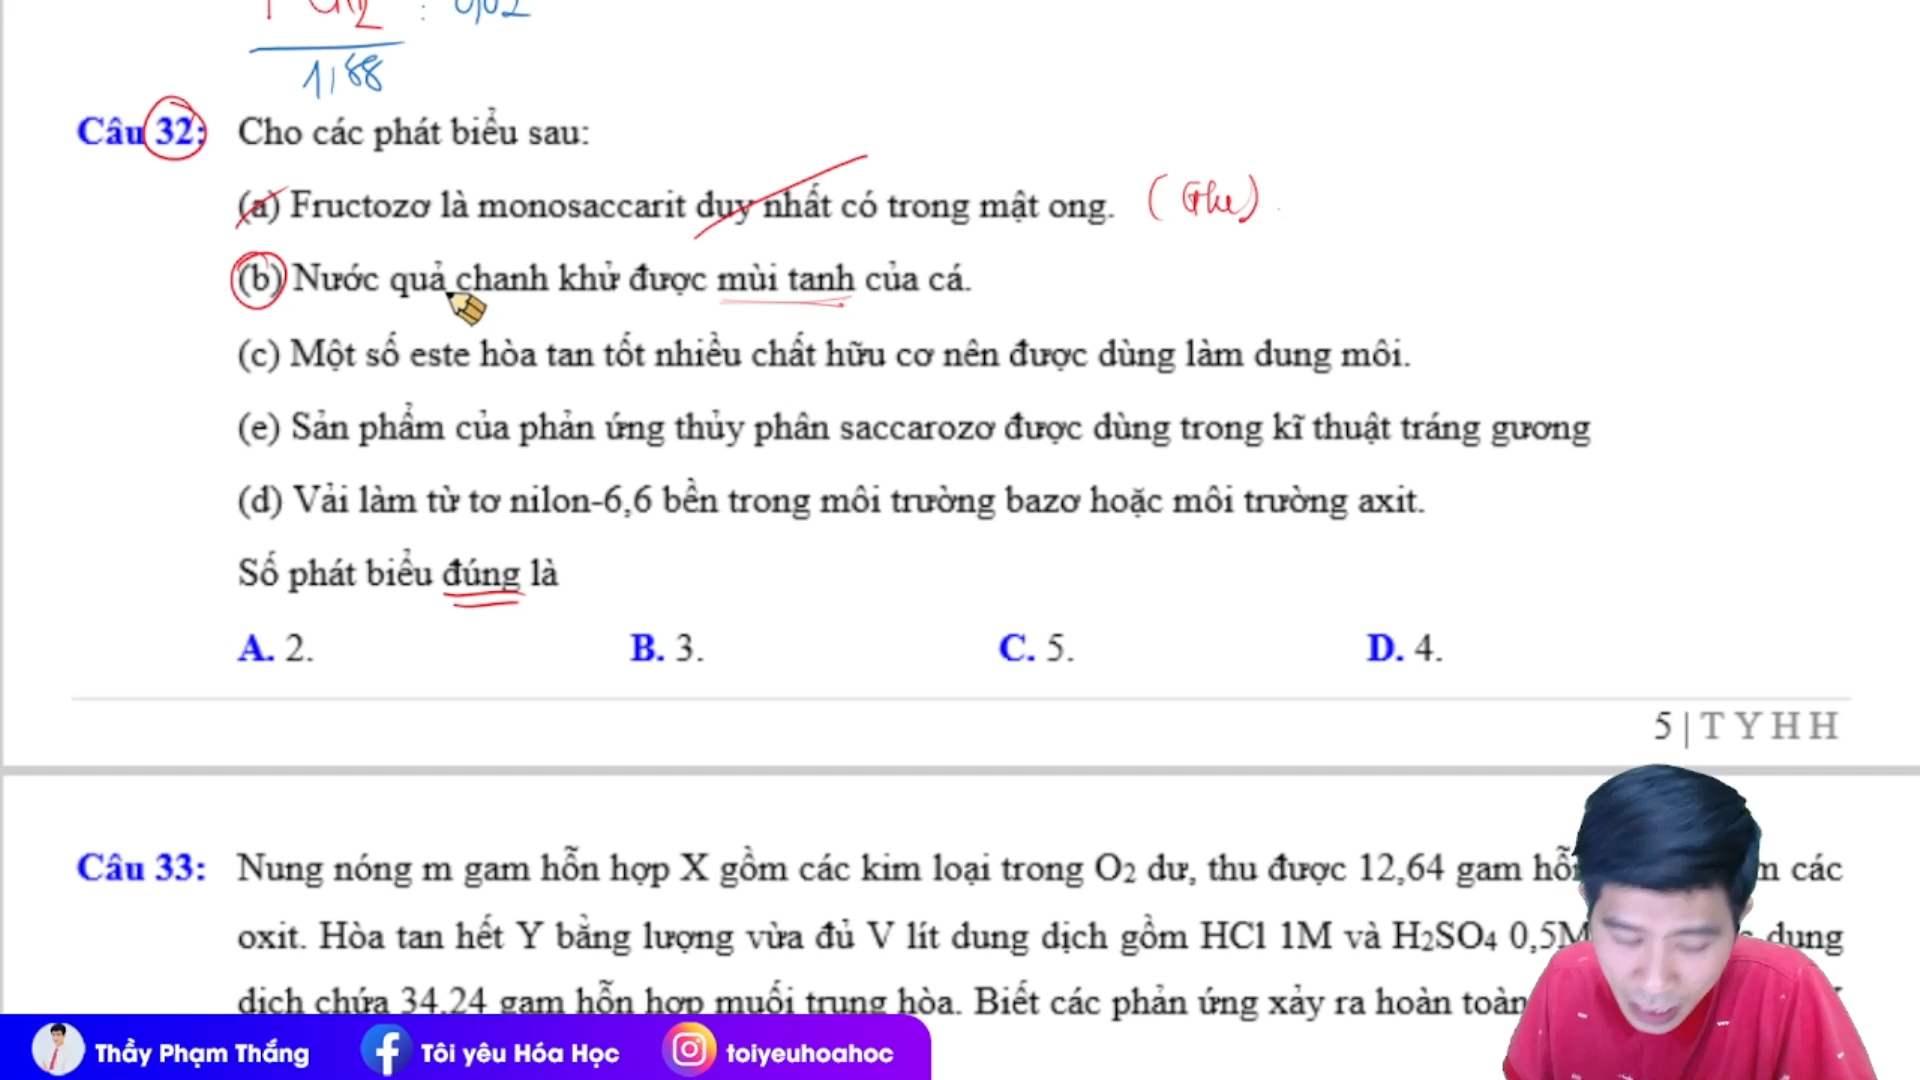 : 0,02
1,88
Câu 32: Cho các phát biểu sau:
(a) Fructozơ là monosaccarit duy nhất có trong mật ong. (Glu)
(b) Nước quả chanh khử được mùi tanh của cá.
(c) Một số este hòa tan tốt nhiều chất hữu cơ nên được dùng làm dung môi.
(e) Sản phẩm của phản ứng thủy phân saccarozơ được dùng trong kĩ thuật tráng gương
(d) Vải làm từ tơ nilon-6,6 bền trong môi trường bazơ hoặc môi trường axit.
Số phát biểu đúng là
A. 2. B. 3. C. 5. D. 4.
5 | T Y H H
Câu 33: Nung nóng m gam hỗn hợp X gồm các kim loại trong O2 dư, thu được 12,64 gam các
oxit. Hòa tan hết Y bằng lượng vừa đủ V lít dung dịch gồm HCl 1M và H2SO4 0,5M dung
dịch chứa 34,24 gam hỗn hợp muối trung hòa. Biết các phản ứng xảy ra hoàn toàn
Thầy Phạm Thắng Tôi yêu Hóa Học toiyeuhoahoc